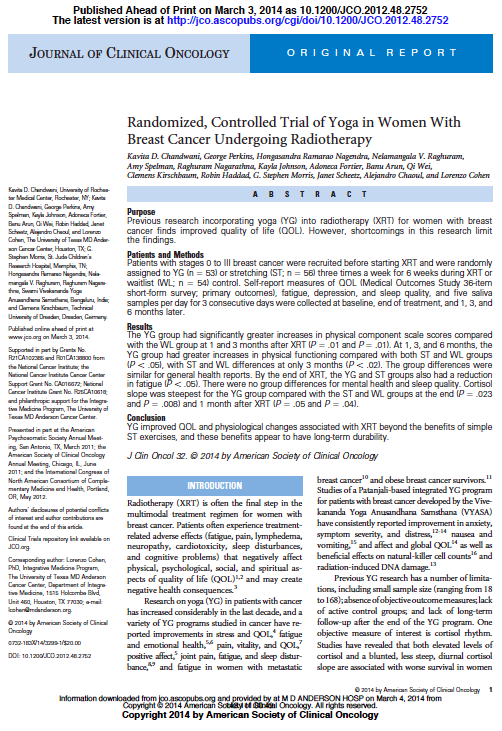 Published Ahead of Print on March 3, 2014 as 10.1200/JCO.2012.48.2752
The latest version is at http://jco.ascopubs.org/cgi/doi/10.1200/JCO.2012.48.2752
JOURNAL OF CLINICAL ONCOLOGY
ORIGINAL REPORT
Randomized, Controlled Trial of Yoga in Women With
Breast Cancer Undergoing Radiotherapy
Kavita D. Chandwani, George Perkins, Hongasandra Ramarao Nagendra, Nelamangala V. Raghuram,
Amy Spelman, Raghuram Nagarathna, Kayla Johnson, Adoneca Fortier, Banu Arun, Qi Wei,
Clemens Kirschbaum, Robin Haddad, G. Stephen Morris, Janet Scheetz, Alejandro Chaoul, and Lorenzo Cohen
Kavita D. Chandwani, University of Roches-
ter Medical Center, Rochester, NY; Kavita
D. Chandwani, George Perkins, Amy
Spelman, Kayla Johnson, Adoneca Fortier,
Banu Arun, Qi Wei, Robin Haddad, Janet
Scheetz, Alejandro Chaoul, and Lorenzo
Cohen, The University of Texas MD Ander-
son Cancer Center, Houston, TX; G.
Stephen Morris, St. Jude Children's
Research Hospital, Memphis, TN;
Hongasandra Ramarao Nagendra, Nela-
mangala V. Raghuram, Raghuram Nagara-
thna, Swami Vivekananda Yoga
Anusandhana Samsthana, Bengaluru, India;
and Clemens Kirschbaum, Technical
University of Dresden, Dresden, Germany.
Published online ahead of print at
www.jco.org on March 3, 2014.
Supported in part by Grants No.
R21CA102385 and R01CA138800 from
the National Cancer Institute; the
National Cancer Institute Cancer Center
Support Grant No. CA016672; National
Cancer Institute Grant No. R25CA10618;
and philanthropic support for the Integra-
tive Medicine Program, The University of
Texas MD Anderson Cancer Center.
Presented in part at the American
Psychosomatic Society Annual Meet-
ing, San Antonio, TX, March 2011; the
American Society of Clinical Oncology
Annual Meeting, Chicago, IL, June
2011; and the International Congress of
North American Consortium of Comple-
mentary Medicine and Health, Portland,
OR, May 2012.
Authors' disclosures of potential conflicts
of interest and author contributions are
found at the end of this article.
Clinical Trials repository link available on
JCO.org.
Corresponding author: Lorenzo Cohen,
PhD, Integrative Medicine Program,
The University of Texas MD Anderson
Cancer Center, Department of Integra-
tive Medicine, 1515 Holcombe Blvd,
Unit 460, Houston, TX 77030; e-mail:
lcohen@mdanderson.org.
© 2014 by American Society of Clinical
Oncology
0732-183X/14/3299-1/$20.00
DOI: 10.1200/JCO.2012.48.2752
ABSTRACT
Purpose
Previous research incorporating yoga (YG) into radiotherapy (XRT) for women with breast
cancer finds improved quality of life (QOL). However, shortcomings in this research limit
the findings.
Patients and Methods
Patients with stages 0 to III breast cancer were recruited before starting XRT and were randomly
assigned to YG (n = 53) or stretching (ST; n = 56) three times a week for 6 weeks during XRT or
waitlist (WL; n = 54) control. Self-report measures of QOL (Medical Outcomes Study 36-item
short-form survey; primary outcomes), fatigue, depression, and sleep quality, and five saliva
samples per day for 3 consecutive days were collected at baseline, end of treatment, and 1, 3, and
6 months later.
Results
The YG group had significantly greater increases in physical component scale scores compared
with the WL group at 1 and 3 months after XRT (P = .01 and P = .01). At 1, 3, and 6 months, the
YG group had greater increases in physical functioning compared with both ST and WL groups
(P < .05), with ST and WL differences at only 3 months (P < .02). The group differences were
similar for general health reports. By the end of XRT, the YG and ST groups also had a reduction
in fatigue (P < .05). There were no group differences for mental health and sleep quality. Cortisol
slope was steepest for the YG group compared with the ST and WL groups at the end (P = .023
and P = .008) and 1 month after XRT (P = .05 and P = .04).
Conclusion
YG improved QOL and physiological changes associated with XRT beyond the benefits of simple
ST exercises, and these benefits appear to have long-term durability.
J Clin Oncol 32. © 2014 by American Society of Clinical Oncology
INTRODUCTION
Radiotherapy (XRT) is often the final step in the
multimodal treatment regimen for women with
breast cancer. Patients often experience treatment-
related adverse effects (fatigue, pain, lymphedema,
neuropathy, cardiotoxicity, sleep disturbances,
and cognitive problems) that negatively affect
physical, psychological, social, and spiritual as-
pects of quality of life (QOL)1,2 and may create
negative health consequences.3
Research on yoga (YG) in patients with cancer
has increased considerably in the last decade, and a
variety of YG programs studied in cancer have re-
ported improvements in stress and QOL,4 fatigue
and emotional health,5,6 pain, vitality, and QOL,7
positive affect,5 joint pain, fatigue, and sleep distur-
bance,8,9 and fatigue in women with metastatic
breast cancer10 and obese breast cancer survivors.11
Studies of a Patanjali-based integrated YG program
for patients with breast cancer developed by the Vive-
kananda Yoga Anusandhana Samsthana (VYASA)
have consistently reported improvement in anxiety,
symptom severity, and distress,12-14 nausea and
vomiting,15 and affect and global QOL14 as well as
beneficial effects on natural-killer cell counts16 and
radiation-induced DNA damage.13
Previous YG research has a number of limita-
tions, including small sample size (ranging from 18
to 168); absence of objective outcome measures; lack
of active control groups; and lack of long-term
follow-up after the end of the YG program. One
objective measure of interest is cortisol rhythm.
Studies have revealed that both elevated levels of
cortisol and a blunted, less steep, diurnal cortisol
slope are associated with worse survival in women
© 2014 by American Society of Clinical Oncology 1
Information downloaded from jco.ascopubs.org and provided by at M D ANDERSON HOSP on March 4, 2014 from
Copyright © 2014 American Society of Clinical Oncology. All rights reserved.
Copyright 2014 by American Society of Clinical Oncology